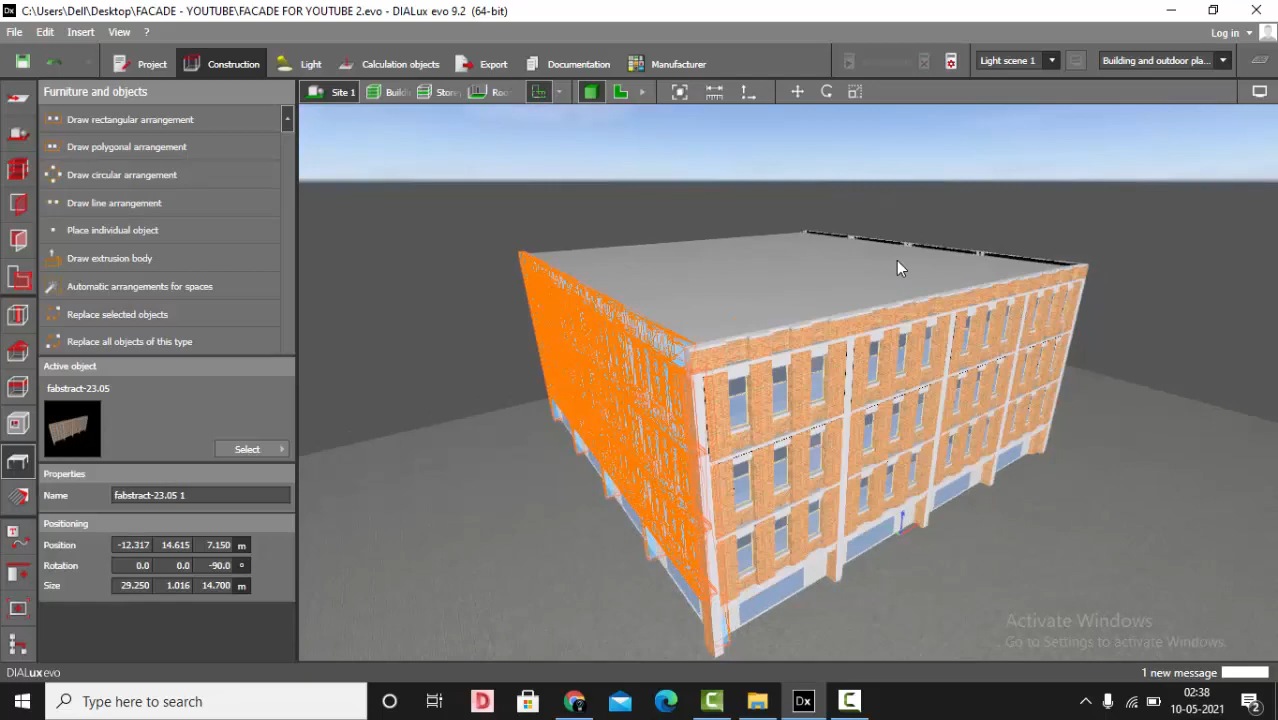 C:\Users\Dell\Desktop\FACADE - YOUTUBE\FACADE FOR YOUTUBE 2.evo - DIALux evo 9.2 (64-bit)
File Edit Insert View ? Log in
Project Construction Light Calculation objects Export Documentation Manufacturer Light scene 1 Building and outdoor pla...
Furniture and objects Site 1
Draw rectangular arrangement
Draw polygonal arrangement
Draw circular arrangement
Draw line arrangement
Place individual object
Draw extrusion body
Automatic arrangements for spaces
Replace selected objects
Replace all objects of this type
Active object
fabstract-23.05
Select
Properties
Name fabstract-23.05 1
Positioning
Position -12.317 14.615 7.150 m
Rotation 0.0 0.0 -90.0 °
Size 29.250 1.016 14.700 m
Activate Windows
Go to Settings to activate Windows.
DIALux evo 1 new message
Type here to search
02:38
10-05-2021
2